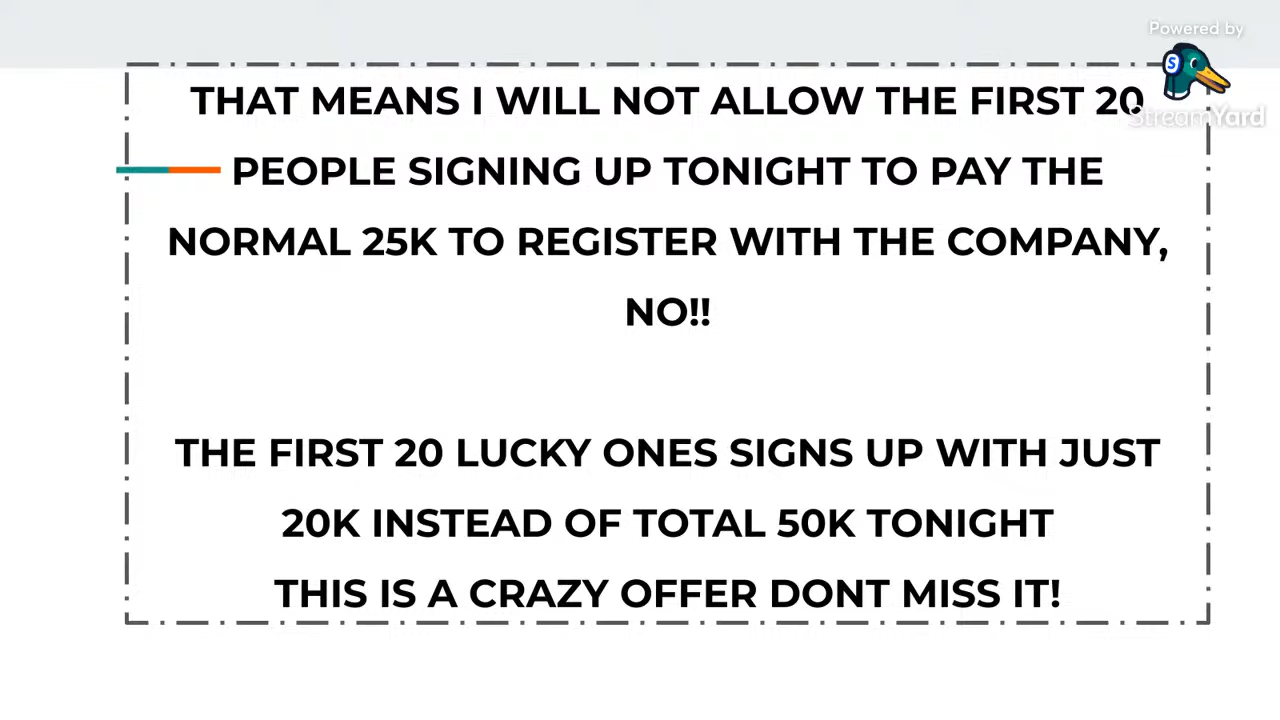 Powered by
S
StreamYard
THAT MEANS I WILL NOT ALLOW THE FIRST 20
PEOPLE SIGNING UP TONIGHT TO PAY THE
NORMAL 25K TO REGISTER WITH THE COMPANY,
NO!!
THE FIRST 20 LUCKY ONES SIGNS UP WITH JUST
20K INSTEAD OF TOTAL 50K TONIGHT
THIS IS A CRAZY OFFER DONT MISS IT!